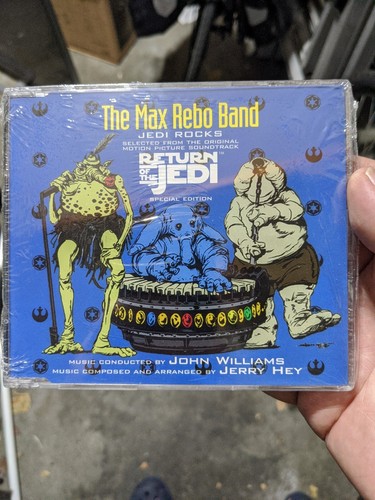 The Max Rebo Band
JEDI ROCKS
SELECTED FROM THE ORIGINAL
MOTION PICTURE SOUNDTRACK
RETURN
OF THE JEDI
SPECIAL EDITION
MUSIC CONDUCTED BY JOHN WILLIAMS
MUSIC COMPOSED AND ARRANGED BY JERRY HEY